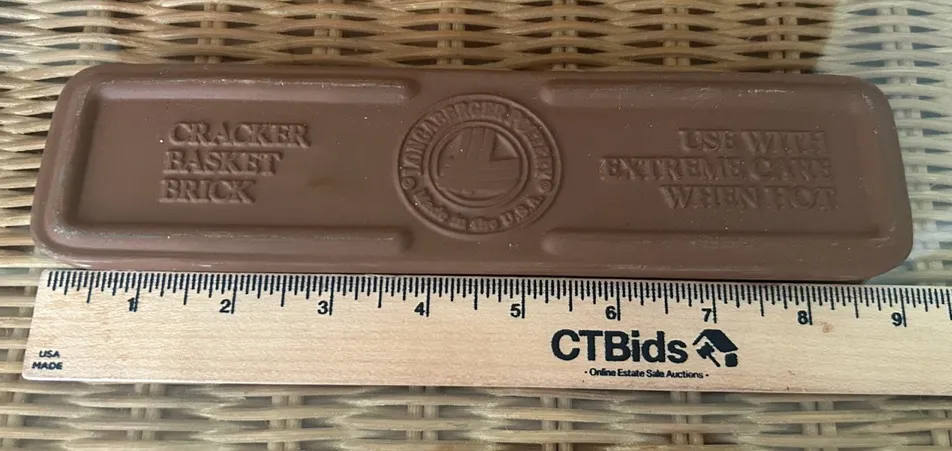 CRACKER
BASKET
BRICK
LONGABERGER POTTERY
Made in the U.S.A.
USE WITH
EXTREME CARE
WHEN HOT
1 2 3 4 5 6 7 8 9
USA
MADE
CTBids
- Online Estate Sale Auctions -